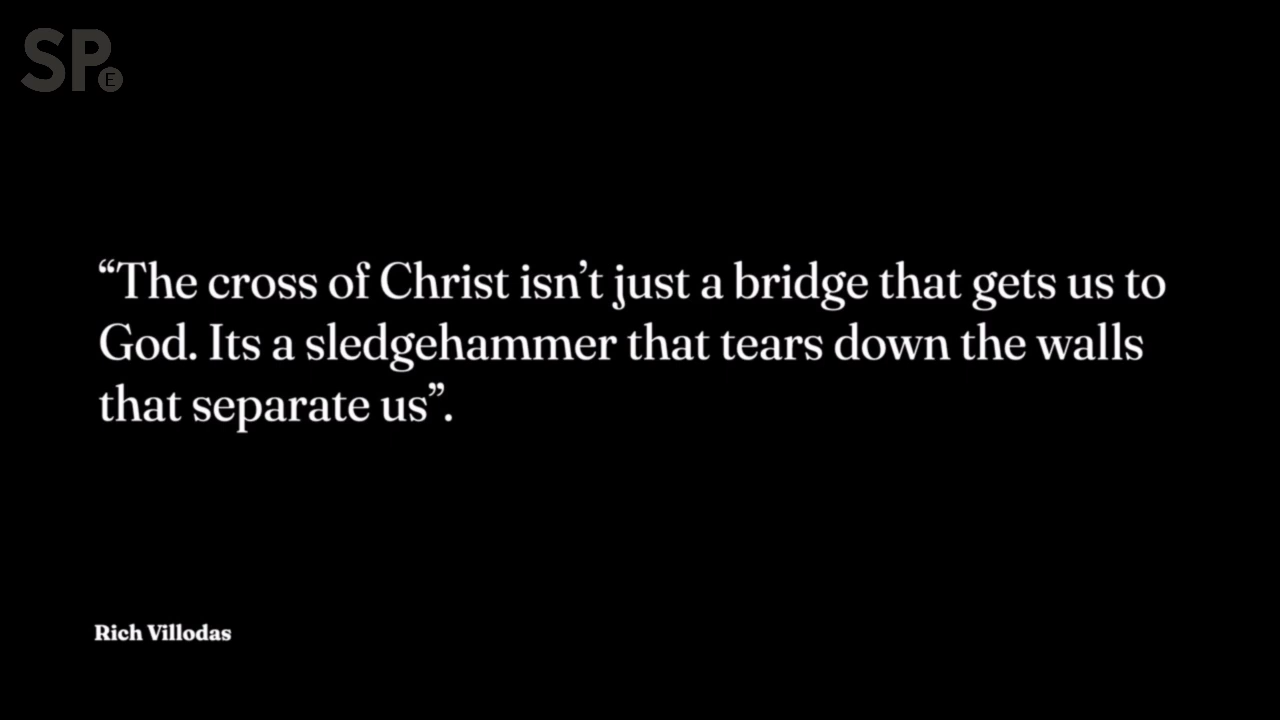 SP.
E
“The cross of Christ isn’t just a bridge that gets us to
God. Its a sledgehammer that tears down the walls
that separate us”.
Rich Villodas